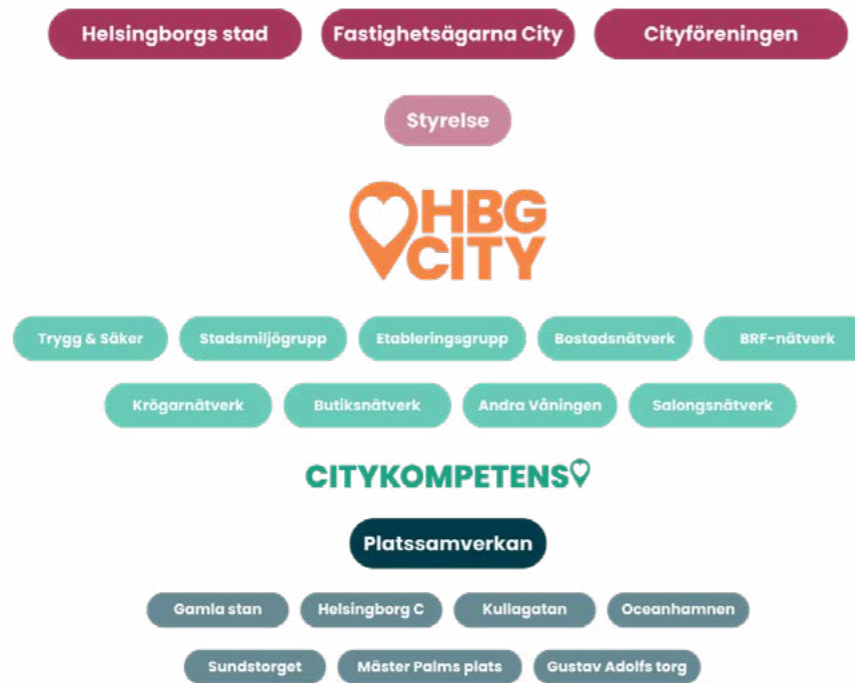 Helsingborgs stad
Fastighetsägarna City
Cityföreningen
Styrelse
HBG
CITY
Trygg & Säker
Stadsmiljögrupp
Etableringsgrupp
Bostadsnätverk
BRF-nätverk
Krögarnätverk
Butiksnätverk
Andra Våningen
Salongsnätverk
CITYKOMPETENS
Platssamverkan
Gamla stan
Helsingborg C
Kullagatan
Oceanhamnen
Sundstorget
Mäster Palms plats
Gustav Adolfs torg